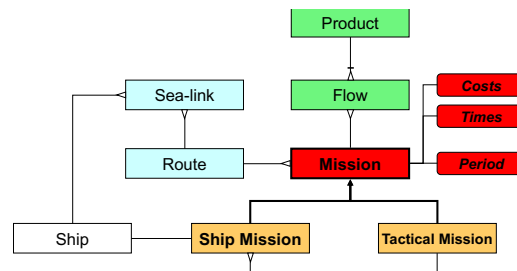 Product
Costs
Sea-link
Flow
Times
Route
Mission
Period
Ship
Ship Mission
Tactical Mission